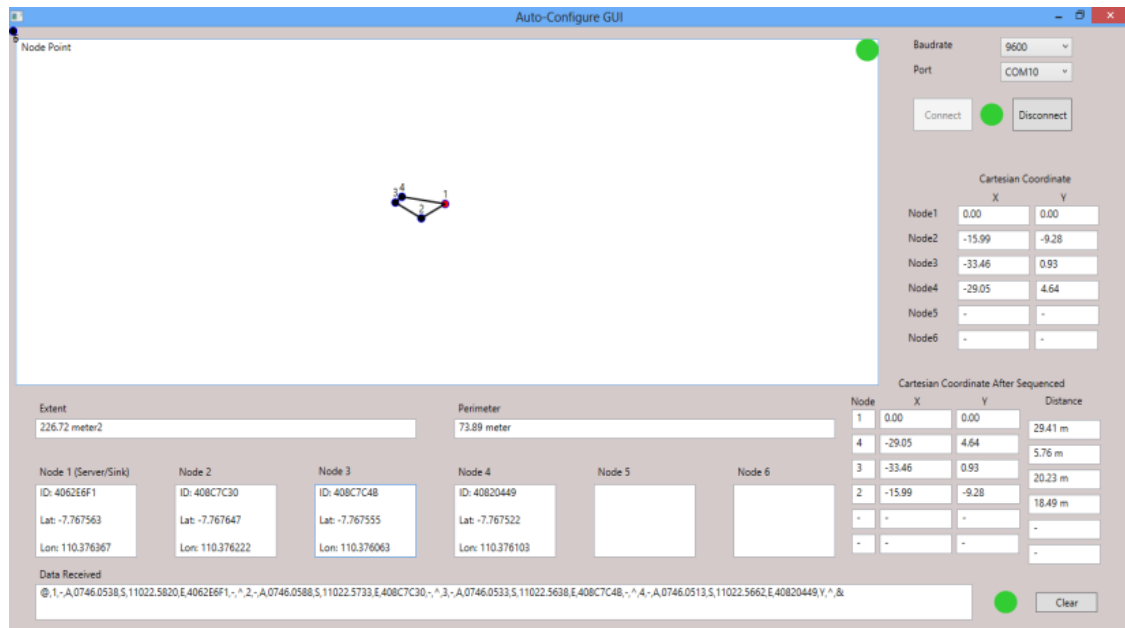 Auto-Configure GUI
Node Point
Baudrate 9600
Port COM10
Connect Disconnect
3 4 1
2
Cartesian Coordinate
X Y
Node1 0.00 0.00
Node2 -15.99 -9.28
Node3 -33.46 0.93
Node4 -29.05 4.64
Node5 - -
Node6 - -
Cartesian Coordinate After Sequenced
Node X Y Distance
1 0.00 0.00 29.41 m
4 -29.05 4.64 5.76 m
3 -33.46 0.93 20.23 m
2 -15.99 -9.28 18.49 m
- - - -
- - - -
Extent Perimeter
226.72 meter2 73.89 meter
Node 1 (Server/Sink) Node 2 Node 3 Node 4 Node 5 Node 6
ID: 4062E6F1 ID: 408C7C30 ID: 408C7C4B ID: 40820449
Lat: -7.767563 Lat: -7.767647 Lat: -7.767555 Lat: -7.767522
Lon: 110.376367 Lon: 110.376222 Lon: 110.376063 Lon: 110.376103
Data Received
@,1,-,A,0746.0538,S,11022.5820,E,4062E6F1,-,^,2,-,A,0746.0588,S,11022.5733,E,408C7C30,-,^,3,-,A,0746.0533,S,11022.5638,E,408C7C4B,-,^,4,-,A,0746.0513,S,11022.5662,E,40820449,Y,^,&
Clear